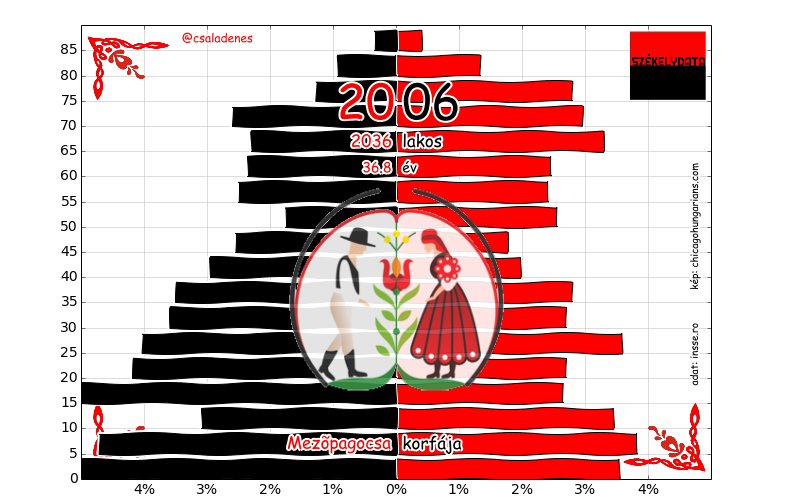 @csaladenes
SZÉKELYDATA
2006
2036 lakos
36.8 év
kép: chicagohungarians.com
adat: insse.ro
Mezõpagocsa korfája
85
80
75
70
65
60
55
50
45
40
35
30
25
20
15
10
5
0
4% 3% 2% 1% 0% 1% 2% 3% 4%